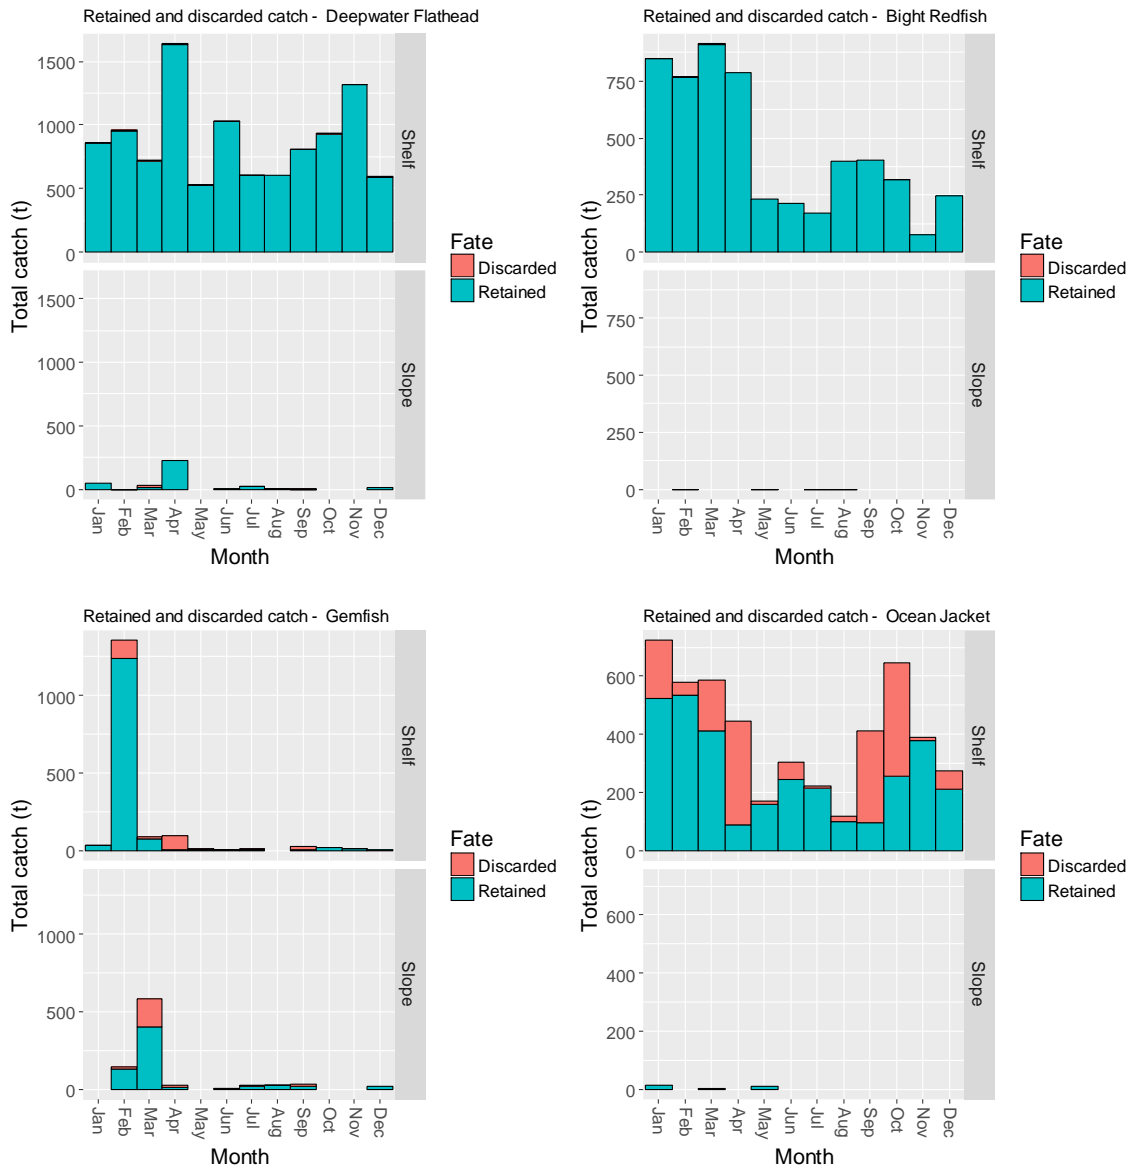 Retained and discarded catch - Deepwater Flathead
Total catch (t)
1500
1000
500
0
Shelf
1500
1000
500
0
Slope
Jan
Feb
Mar
Apr
May
Jun
Jul
Aug
Sep
Oct
Nov
Dec
Month
Fate
Discarded
Retained
Retained and discarded catch - Bight Redfish
Total catch (t)
750
500
250
0
Shelf
750
500
250
0
Slope
Jan
Feb
Mar
Apr
May
Jun
Jul
Aug
Sep
Oct
Nov
Dec
Month
Fate
Discarded
Retained
Retained and discarded catch - Gemfish
Total catch (t)
1000
500
0
Shelf
1000
500
0
Slope
Jan
Feb
Mar
Apr
May
Jun
Jul
Aug
Sep
Oct
Nov
Dec
Month
Fate
Discarded
Retained
Retained and discarded catch - Ocean Jacket
Total catch (t)
600
400
200
0
Shelf
600
400
200
0
Slope
Jan
Feb
Mar
Apr
May
Jun
Jul
Aug
Sep
Oct
Nov
Dec
Month
Fate
Discarded
Retained